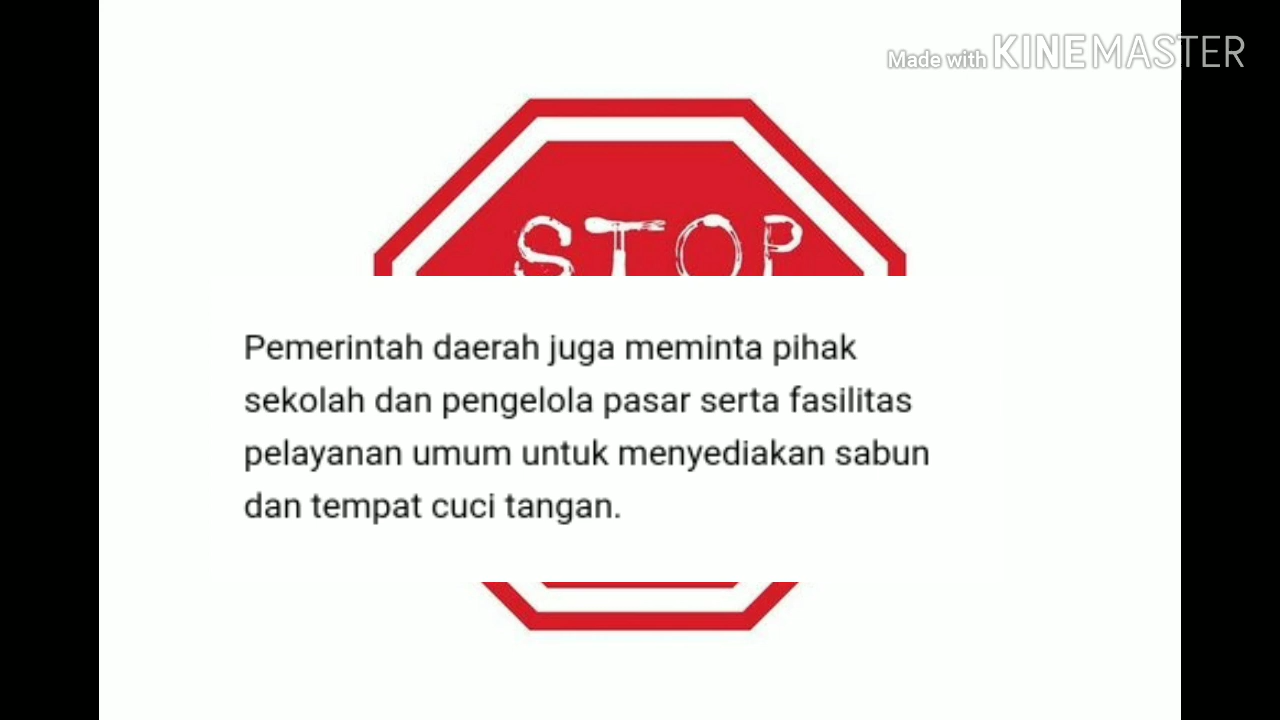 Made with KINEMASTER
STOP
Pemerintah daerah juga meminta pihak
sekolah dan pengelola pasar serta fasilitas
pelayanan umum untuk menyediakan sabun
dan tempat cuci tangan.